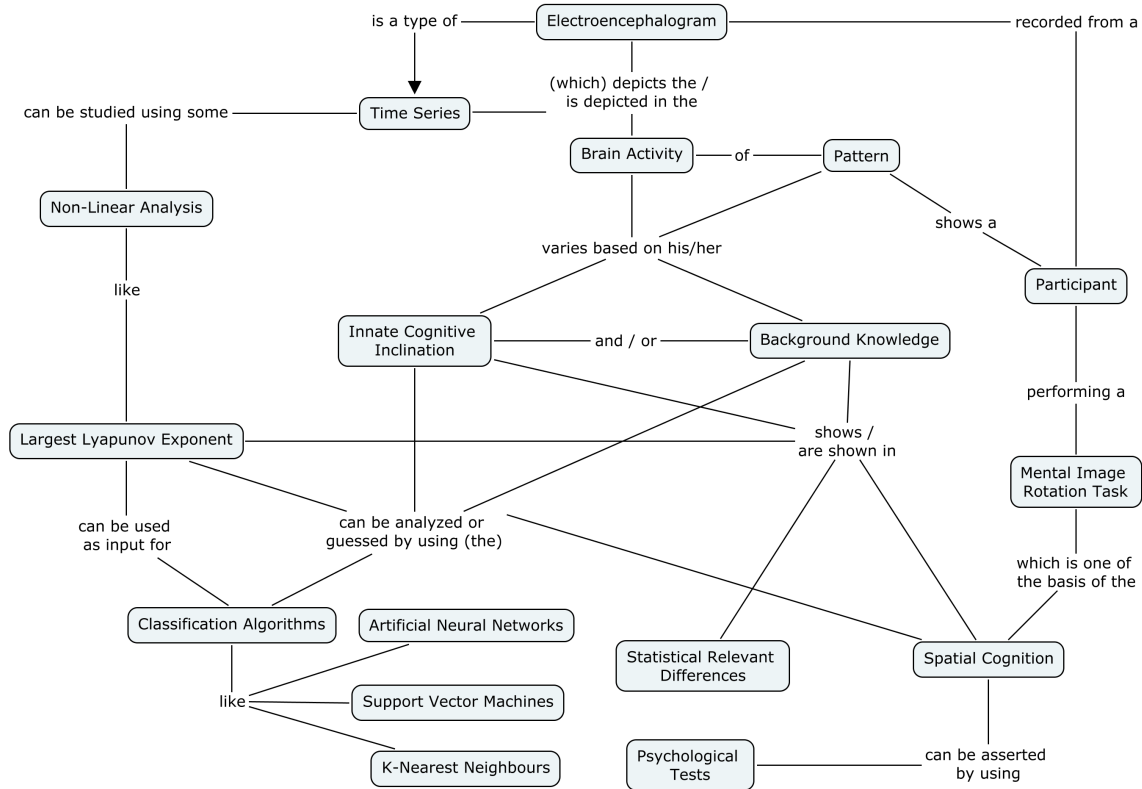 is a type of
Electroencephalogram
recorded from a
(which) depicts the /
is depicted in the
can be studied using some
Time Series
Brain Activity
of
Pattern
Non-Linear Analysis
shows a
varies based on his/her
like
Participant
Innate Cognitive
Inclination
and / or
Background Knowledge
performing a
Largest Lyapunov Exponent
shows /
are shown in
Mental Image
Rotation Task
can be used
as input for
can be analyzed or
guessed by using (the)
which is one of
the basis of the
Classification Algorithms
Artificial Neural Networks
Statistical Relevant
Differences
Spatial Cognition
like
Support Vector Machines
K-Nearest Neighbours
Psychological
Tests
can be asserted
by using